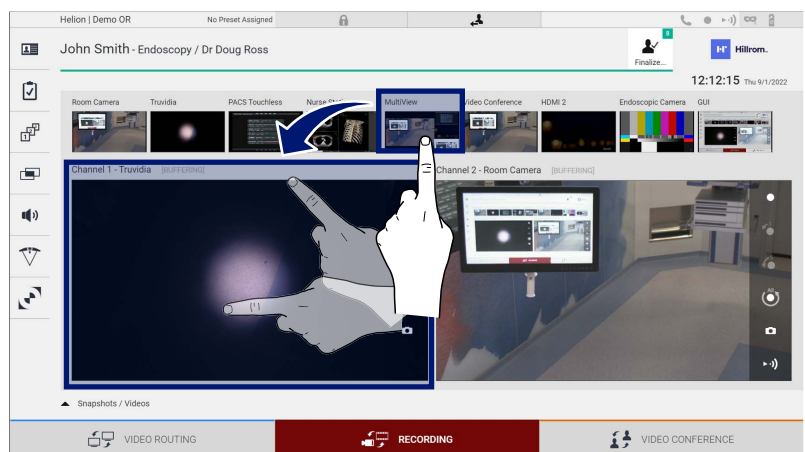 Helion | Demo OR
No Preset Assigned
John Smith - Endoscopy / Dr Doug Ross
9
Finalize...
H
Hillrom.
12:12:15 Thu 9/1/2022
Room Camera
Truvidia
PACS Touchless
Nurse
MultiView
Video Conference
HDMI 2
Endoscopic Camera
GUI
Channel 1 - Truvidia [BUFFERING]
Channel 2 - Room Camera [BUFFERING]
Snapshots / Videos
VIDEO ROUTING
RECORDING
VIDEO CONFERENCE